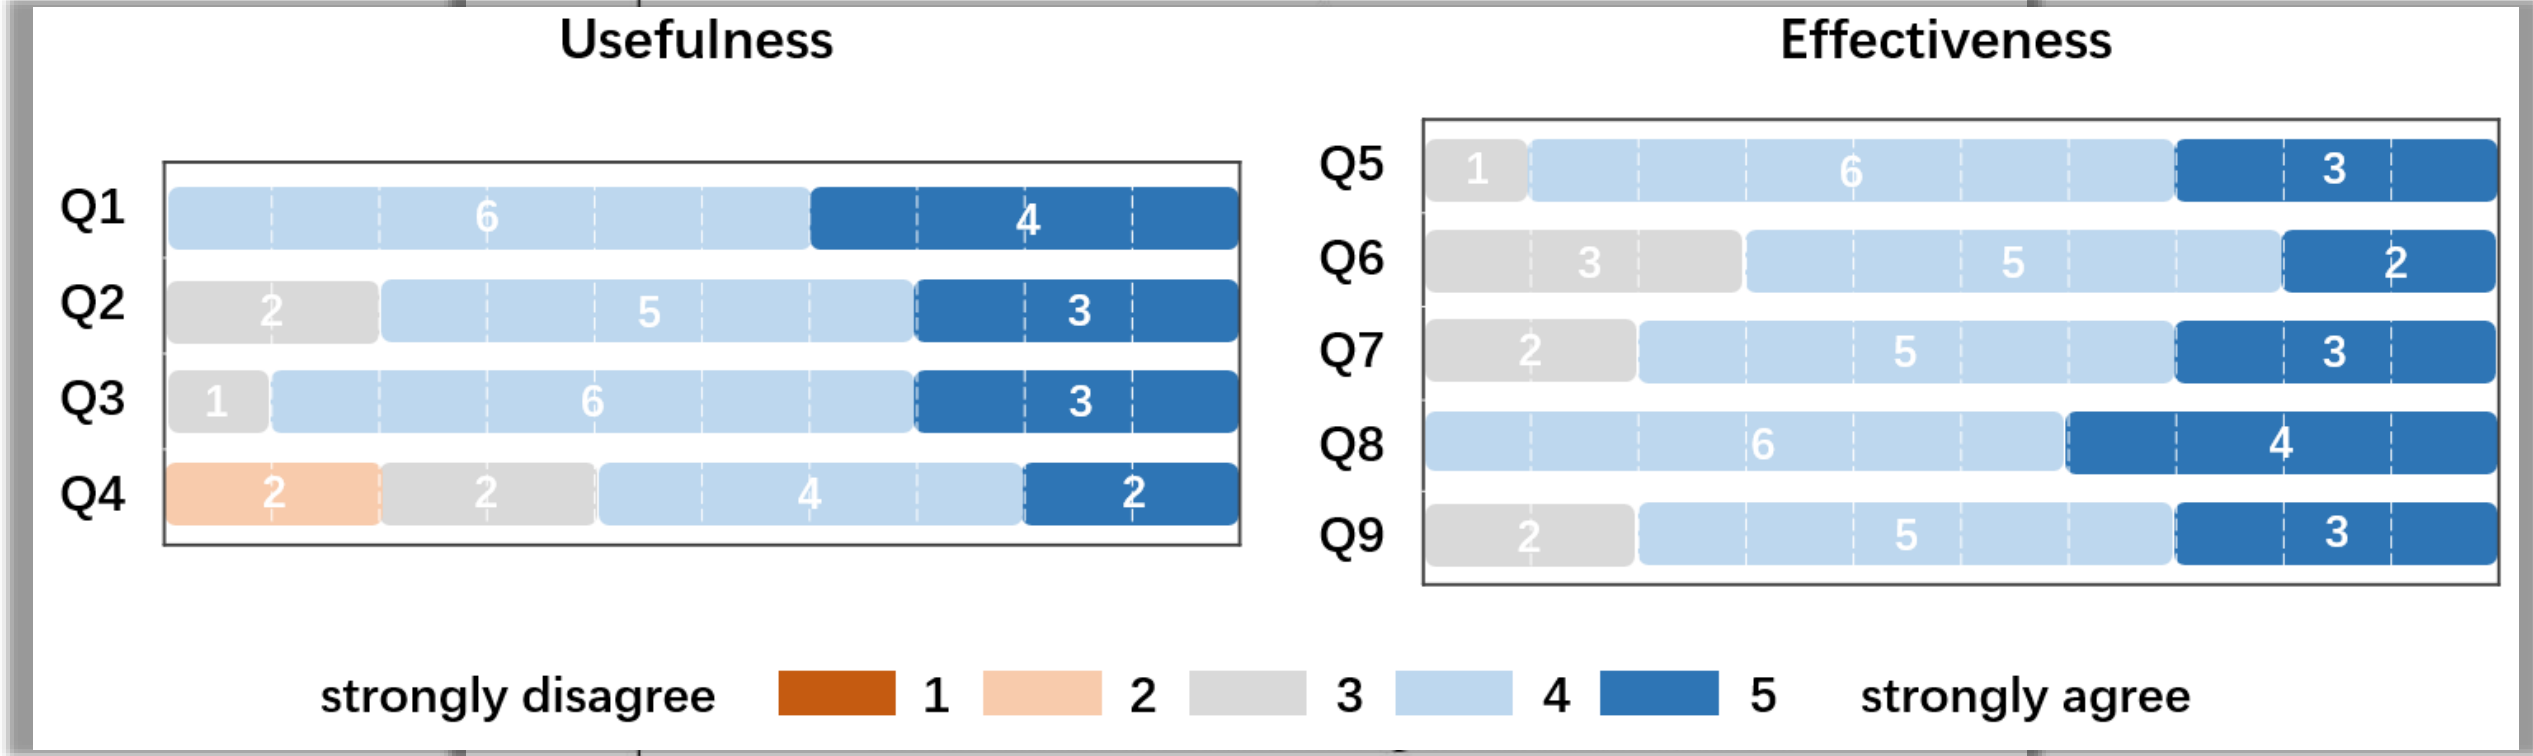 Usefulness
Q1 6 4
Q2 2 5 3
Q3 1 6 3
Q4 2 2 4 2
Effectiveness
Q5 1 6 3
Q6 3 5 2
Q7 2 5 3
Q8 6 4
Q9 2 5 3
strongly disagree 1 2 3 4 5 strongly agree